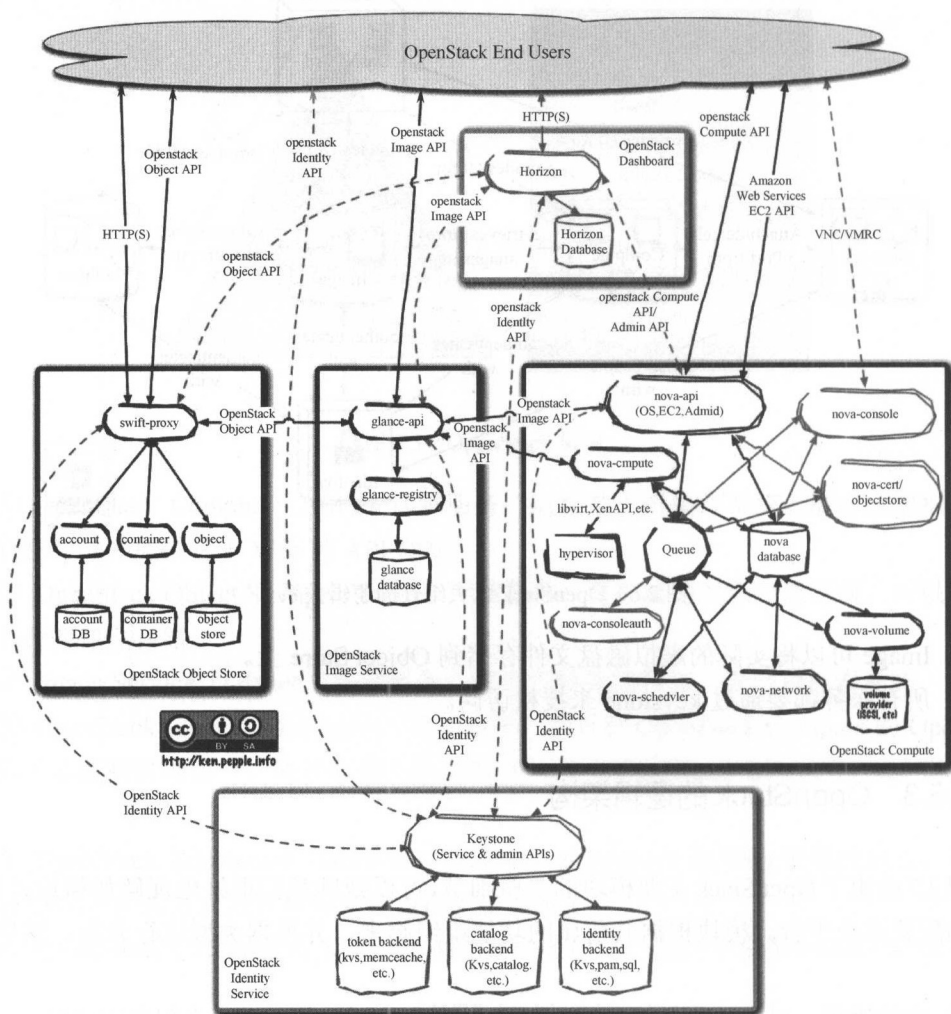 OpenStack End Users
HTTP(S)
Openstack
Object API
openstack
IdentIty
API
Openstack
Image API
HTTP(S)
openstack
Compute API
Amazon
Web Services
EC2 API
VNC/VMRC
OpenStack
Dashboard
Horizon
Horizon
Database
openstack
Image API
openstack
Object API
openstack
IdentIty
API
openstack Compute
API/
Admin API
swift-proxy
OpenStack
Object API
account
container
object
account
DB
container
DB
object
store
OpenStack Object Store
glance-api
glance-registry
glance
database
OpenStack
Image Service
Openstack
Image API
Openstack
Image
API
nova-api
(OS,EC2,Admid)
nova-console
nova-cmpute
nova-cert/
objectstore
libvirt,XenAPI,etc.
hypervisor
Queue
nova
database
nova-consoleauth
nova-volume
nova-schedvler
nova-network
volume
provider
(iSCSI, etc)
OpenStack Compute
cc
BY SA
http://ken.pepple.info
OpenStack
Identity API
OpenStack
Identity
API
OpenStack
Identity
API
Keystone
(Service & admin APIs)
token backend
(kvs,memceache,
etc.)
catalog
backend
(Kvs,catalog.
etc.)
identity
backend
(Kvs,pam,sql,
etc.)
OpenStack
Identity
Service